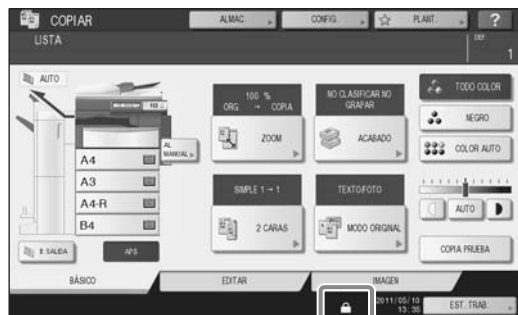 COPIAR
ALMAC.
CONFIG.
PLANT.
?
LISTA
DEF
1
AUTO
100 %
ORG. → COPIA
ZOOM
NO CLASIFICAR NO
GRAPAR
ACABADO
TODO COLOR
NEGRO
COLOR AUTO
AL
MANUAL
A4
A3
A4-R
B4
SIMPLE 1→1
2 CARAS
TEXTO/FOTO
MODO ORIGINAL
AUTO
B. SALIDA
APS
COPIA PRUEBA
BÁSICO
EDITAR
IMAGEN
2011/05/10
15:35
EST. TRAB.